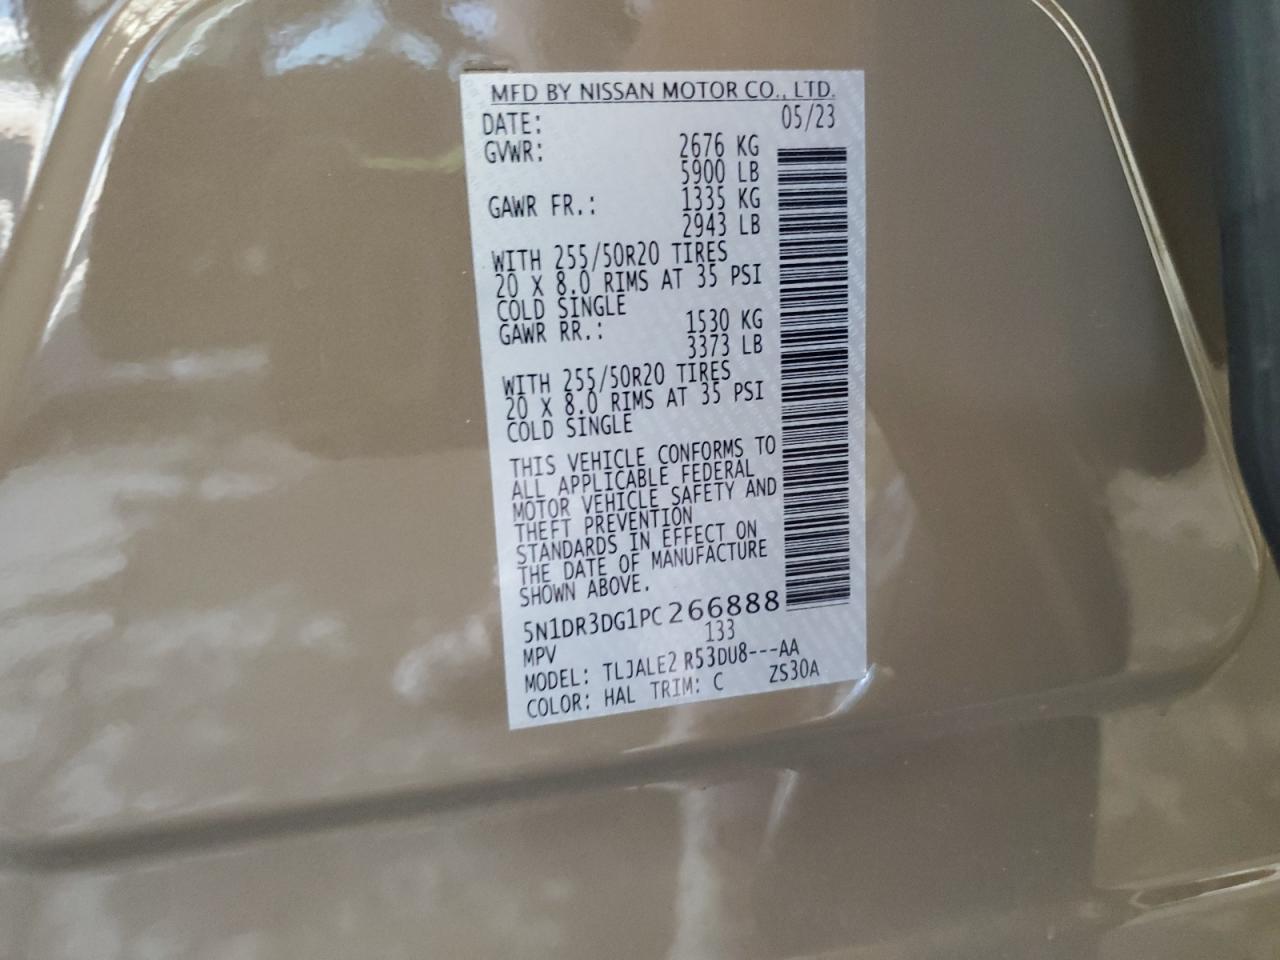 MFD BY NISSAN MOTOR CO., LTD.
DATE: 05/23
GVWR: 2676 KG
5900 LB
GAWR FR.: 1335 KG
2943 LB
WITH 255/50R20 TIRES
20 X 8.0 RIMS AT 35 PSI
COLD SINGLE
GAWR RR.: 1530 KG
3373 LB
WITH 255/50R20 TIRES
20 X 8.0 RIMS AT 35 PSI
COLD SINGLE
THIS VEHICLE CONFORMS TO
ALL APPLICABLE FEDERAL
MOTOR VEHICLE SAFETY AND
THEFT PREVENTION
STANDARDS IN EFFECT ON
THE DATE OF MANUFACTURE
SHOWN ABOVE.
5N1DR3DG1PC266888
MPV 133
MODEL: TLJALE2 R53DU8---AA
COLOR: HAL TRIM: C ZS30A